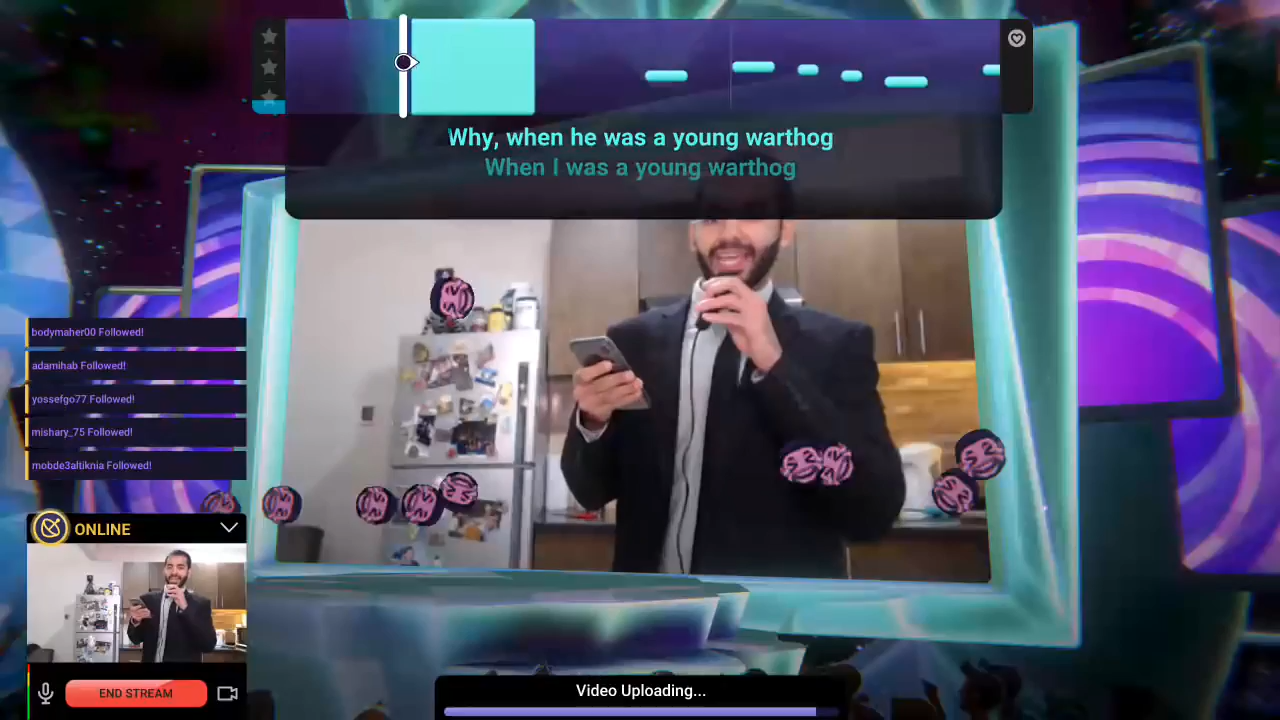 Why, when he was a young warthog
When I was a young warthog
bodymaher00 Followed!
adamihab Followed!
yossefgo77 Followed!
mishary_75 Followed!
mobde3altiknia Followed!
ONLINE
END STREAM
Video Uploading...